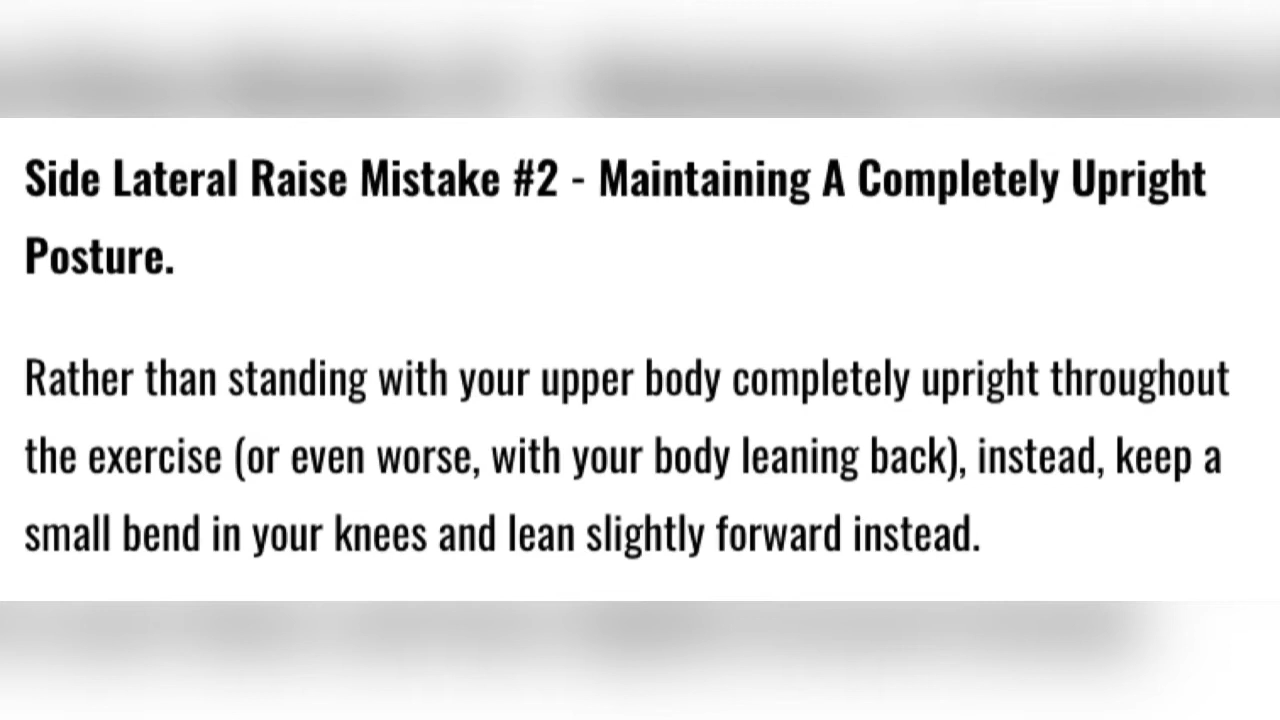 Side Lateral Raise Mistake #2 - Maintaining A Completely Upright
Posture.
Rather than standing with your upper body completely upright throughout
the exercise (or even worse, with your body leaning back), instead, keep a
small bend in your knees and lean slightly forward instead.